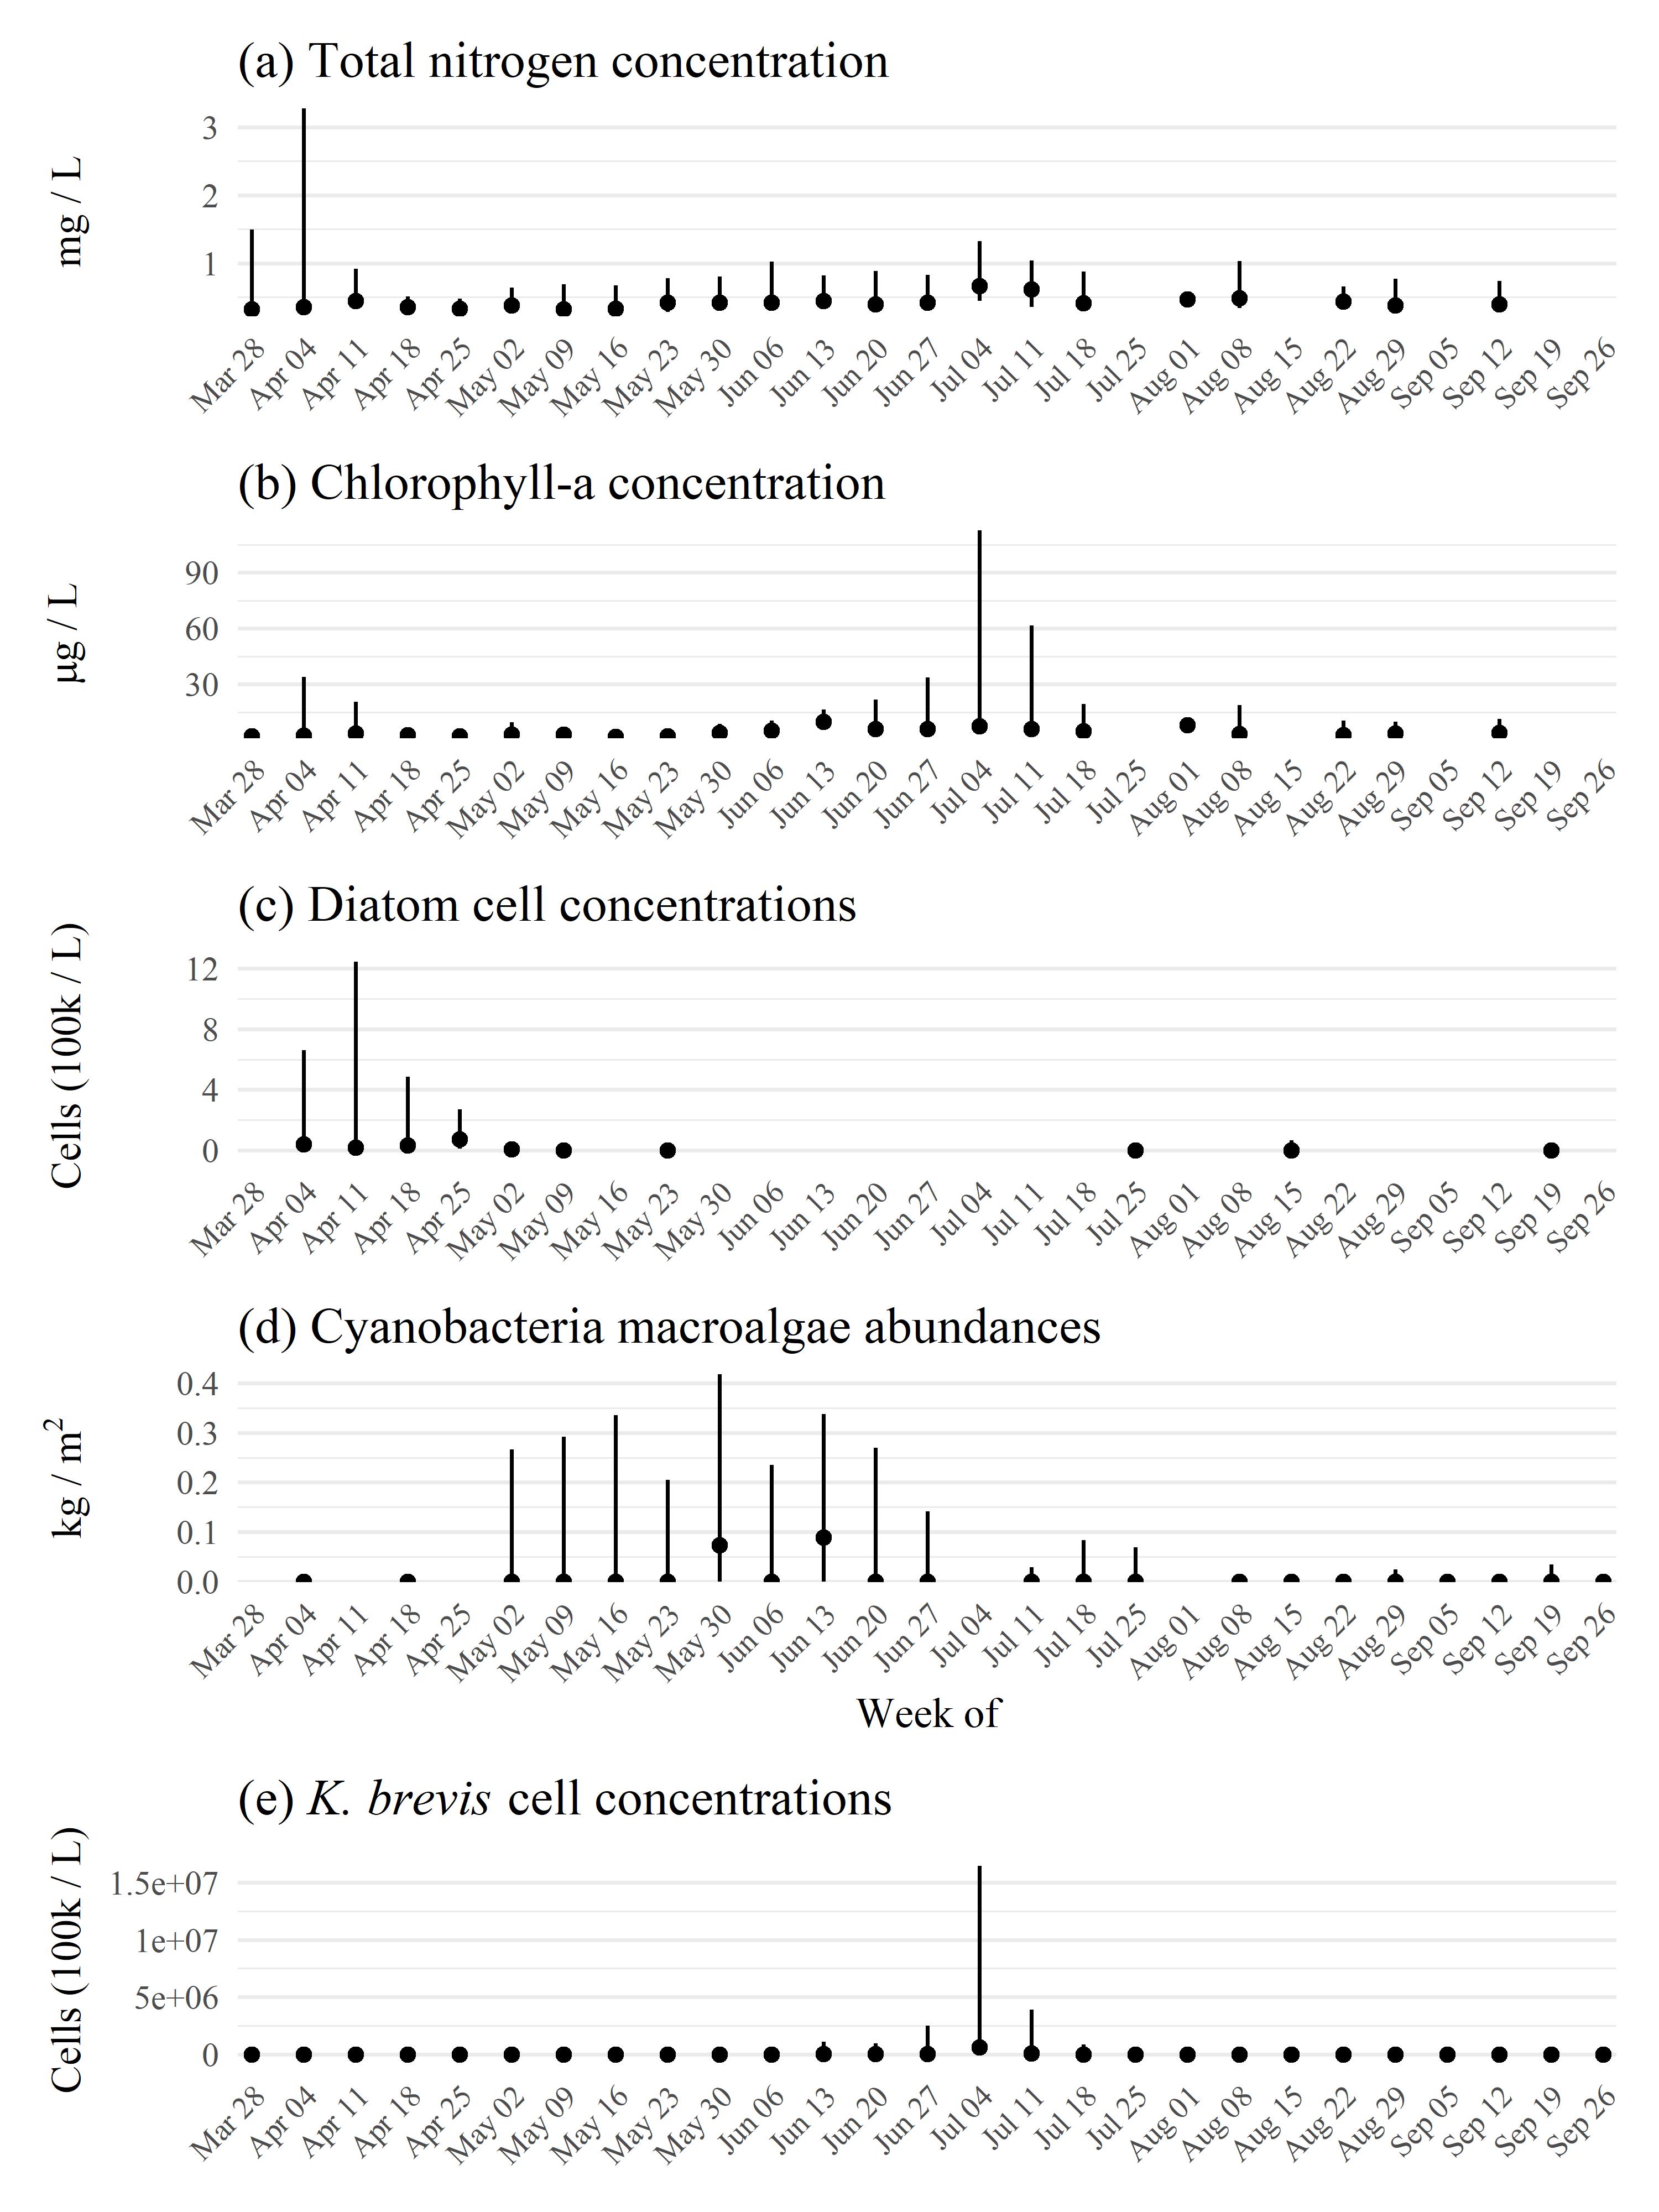 (a) Total nitrogen concentration
mg / L
3
2
1
Mar 28 Apr 04 Apr 11 Apr 18 Apr 25 May 02 May 09 May 16 May 23 May 30 Jun 06 Jun 13 Jun 20 Jun 27 Jul 04 Jul 11 Jul 18 Jul 25 Aug 01 Aug 08 Aug 15 Aug 22 Aug 29 Sep 05 Sep 12 Sep 19 Sep 26
(b) Chlorophyll-a concentration
μg / L
90
60
30
Mar 28 Apr 04 Apr 11 Apr 18 Apr 25 May 02 May 09 May 16 May 23 May 30 Jun 06 Jun 13 Jun 20 Jun 27 Jul 04 Jul 11 Jul 18 Jul 25 Aug 01 Aug 08 Aug 15 Aug 22 Aug 29 Sep 05 Sep 12 Sep 19 Sep 26
(c) Diatom cell concentrations
Cells (100k / L)
12
8
4
0
Mar 28 Apr 04 Apr 11 Apr 18 Apr 25 May 02 May 09 May 16 May 23 May 30 Jun 06 Jun 13 Jun 20 Jun 27 Jul 04 Jul 11 Jul 18 Jul 25 Aug 01 Aug 08 Aug 15 Aug 22 Aug 29 Sep 05 Sep 12 Sep 19 Sep 26
(d) Cyanobacteria macroalgae abundances
kg / m²
0.4
0.3
0.2
0.1
0.0
Mar 28 Apr 04 Apr 11 Apr 18 Apr 25 May 02 May 09 May 16 May 23 May 30 Jun 06 Jun 13 Jun 20 Jun 27 Jul 04 Jul 11 Jul 18 Jul 25 Aug 01 Aug 08 Aug 15 Aug 22 Aug 29 Sep 05 Sep 12 Sep 19 Sep 26
Week of
(e) K. brevis cell concentrations
Cells (100k / L)
1.5e+07
1e+07
5e+06
0
Mar 28 Apr 04 Apr 11 Apr 18 Apr 25 May 02 May 09 May 16 May 23 May 30 Jun 06 Jun 13 Jun 20 Jun 27 Jul 04 Jul 11 Jul 18 Jul 25 Aug 01 Aug 08 Aug 15 Aug 22 Aug 29 Sep 05 Sep 12 Sep 19 Sep 26